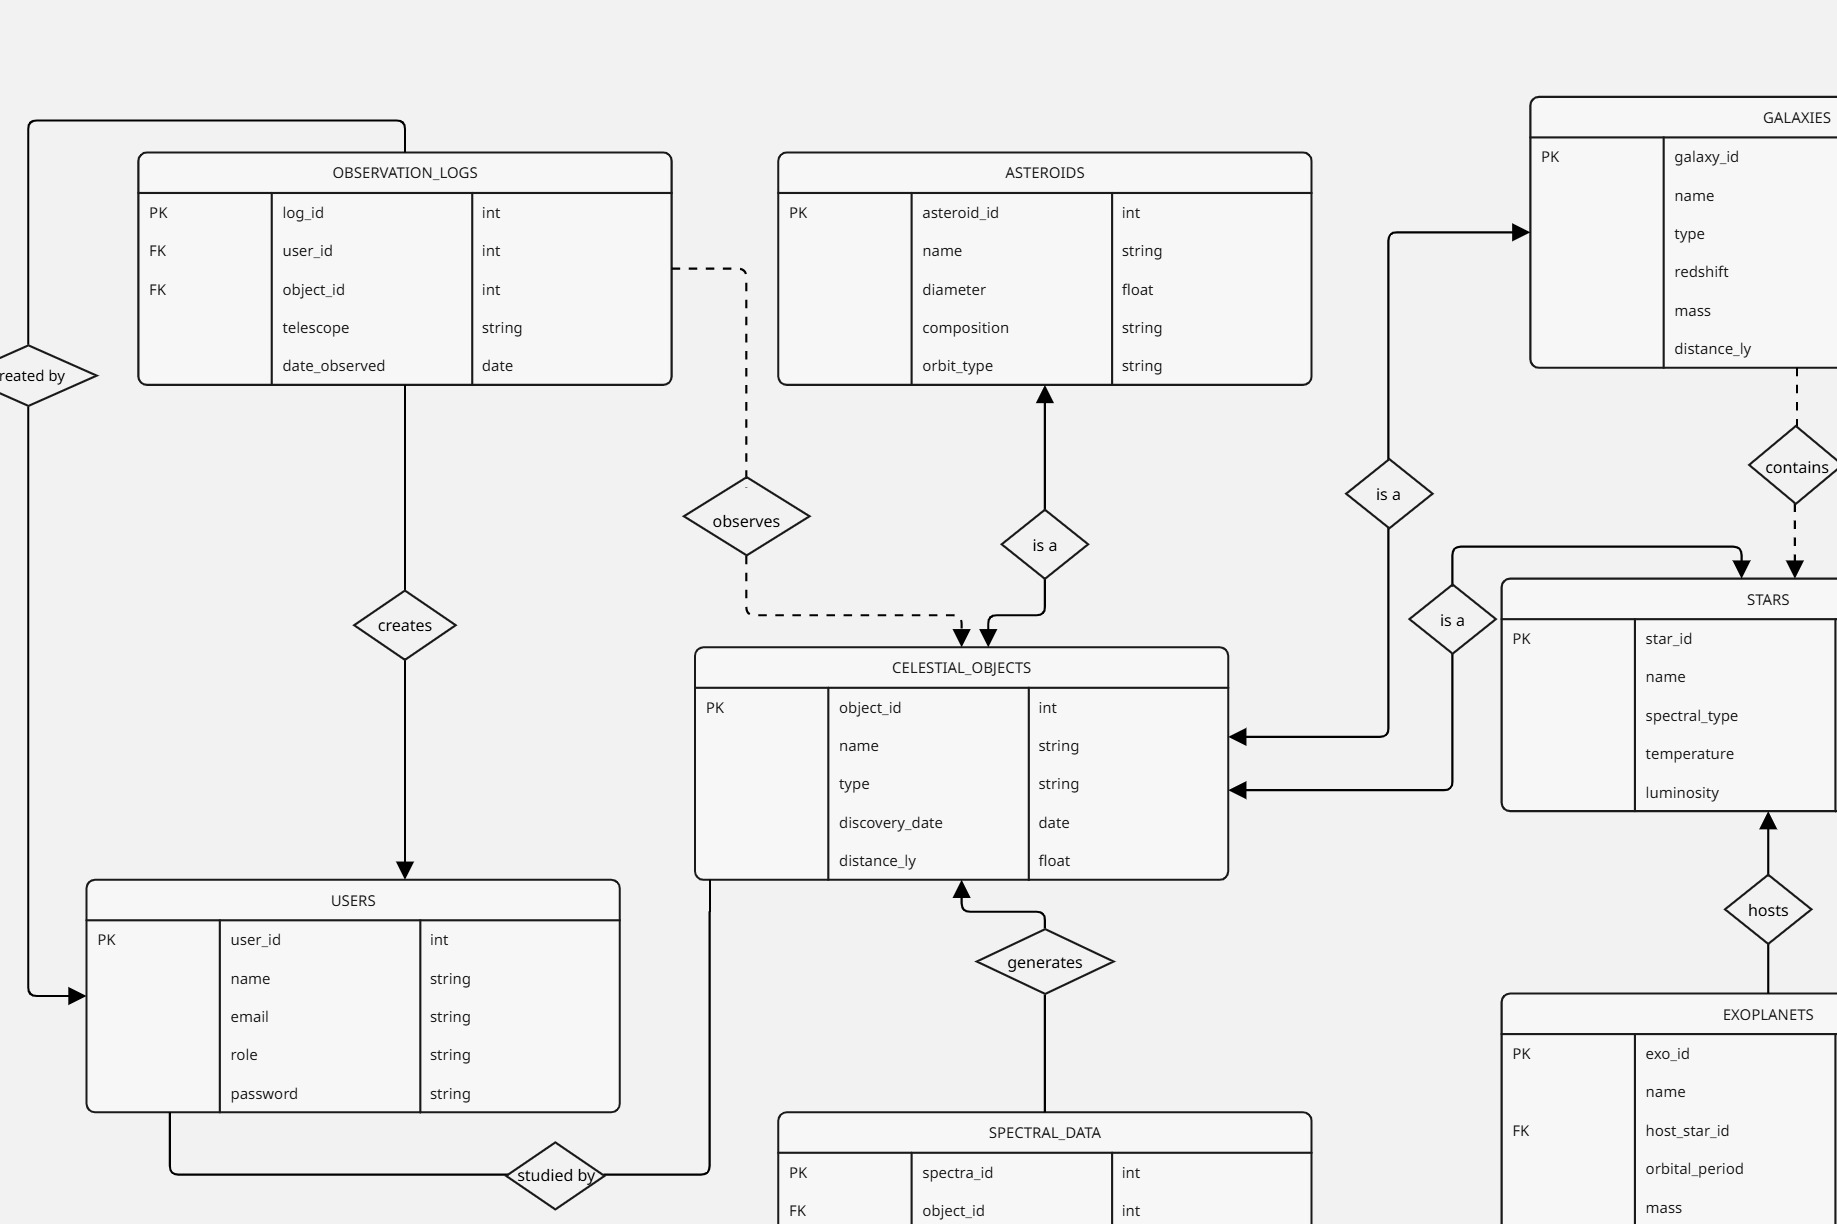 OBSERVATION_LOGS
PK log_id int
FK user_id int
FK object_id int
telescope string
date_observed date
ASTEROIDS
PK asteroid_id int
name string
diameter float
composition string
orbit_type string
GALAXIES
PK galaxy_id
name
type
redshift
mass
distance_ly
reated by
observes
is a
is a
contains
creates
is a
CELESTIAL_OBJECTS
PK object_id int
name string
type string
discovery_date date
distance_ly float
STARS
PK star_id
name
spectral_type
temperature
luminosity
USERS
PK user_id int
name string
email string
role string
password string
generates
hosts
studied by
SPECTRAL_DATA
PK spectra_id int
FK object_id int
EXOPLANETS
PK exo_id
name
FK host_star_id
orbital_period
mass